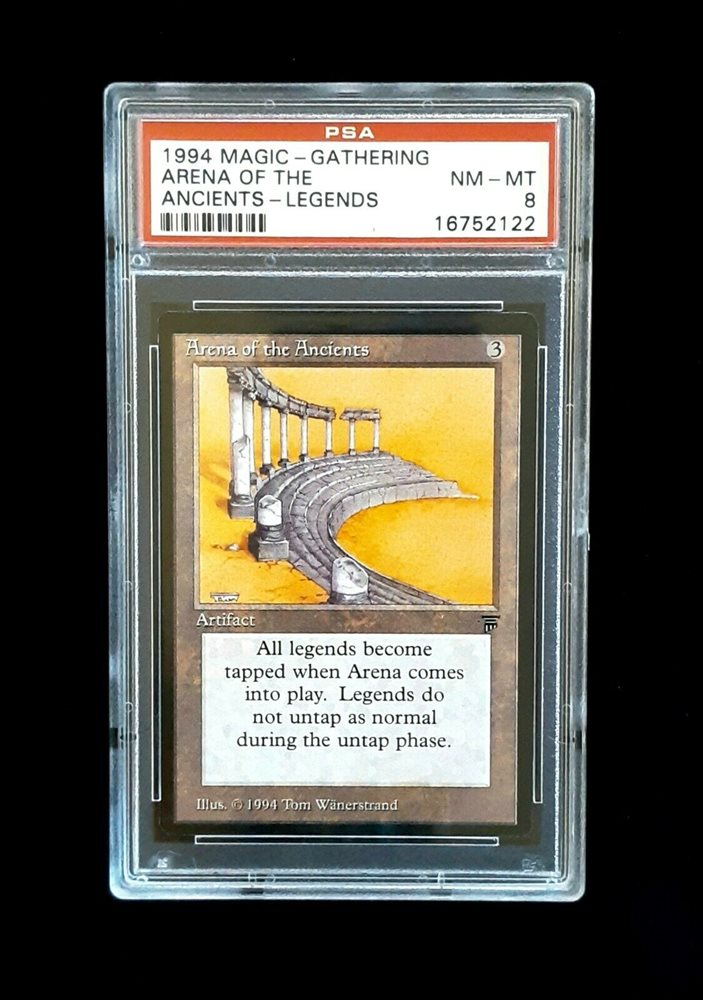 PSA
1994 MAGIC - GATHERING
ARENA OF THE NM - MT
ANCIENTS - LEGENDS 8
16752122
Arena of the Ancients 3
Artifact
All legends become
tapped when Arena comes
into play. Legends do
not untap as normal
during the untap phase.
Illus. © 1994 Tom Wänerstrand